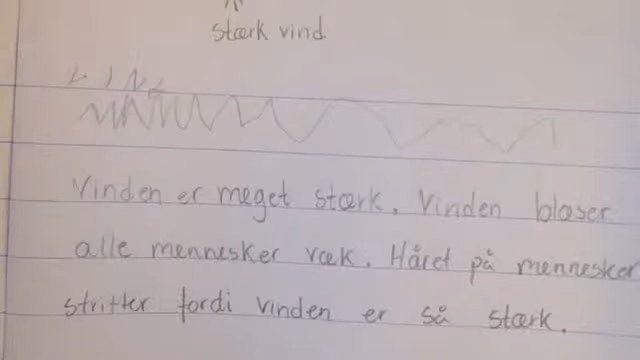 stærk vind
Vinden er meget stærk. Vinden blæser
alle mennesker væk. Håret på mennesker
stritter fordi vinden er så stærk.